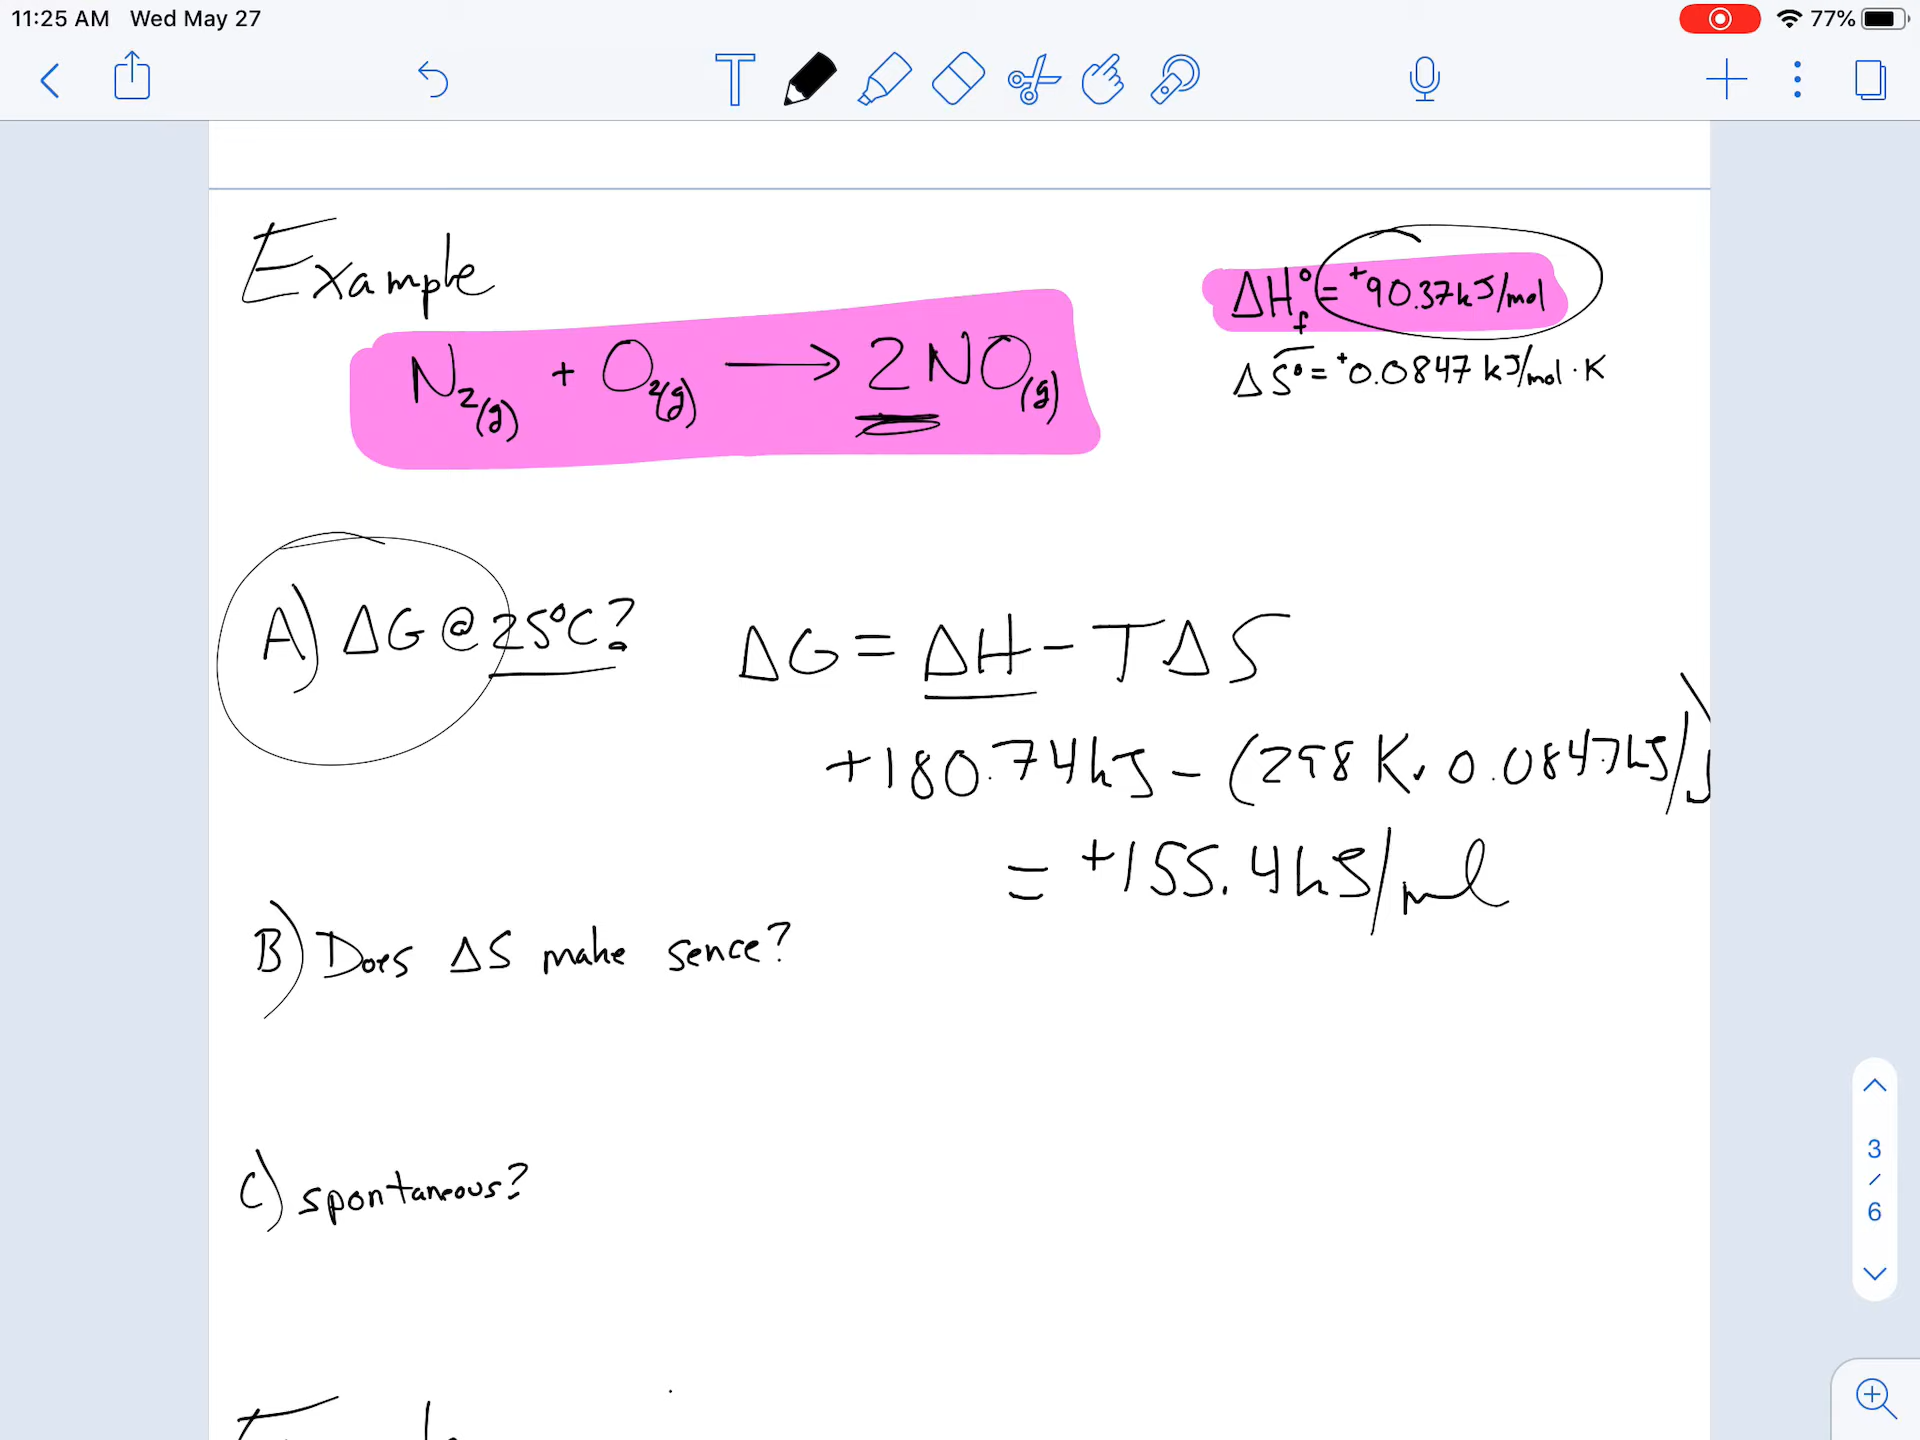 11:25 AM Wed May 27
77%
T
Example
ΔH°f = +90.37kJ/mol
ΔS° = +0.0847 kJ/mol·K
N2(g) + O2(g) → 2NO(g)
A) ΔG @ 25°C?
ΔG = ΔH - TΔS
+180.74kJ - (298 K · 0.0847kJ/
= +155.4kJ/mol
B) Does ΔS make sence?
C) spontaneous?
3
/
6